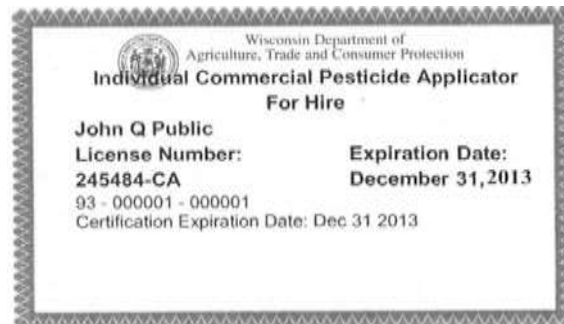 Wisconsin Department of
Agriculture, Trade and Consumer Protection
Individual Commercial Pesticide Applicator
For Hire
John Q Public
License Number:
Expiration Date:
245484-CA
December 31,2013
93 - 000001 - 000001
Certification Expiration Date: Dec 31 2013